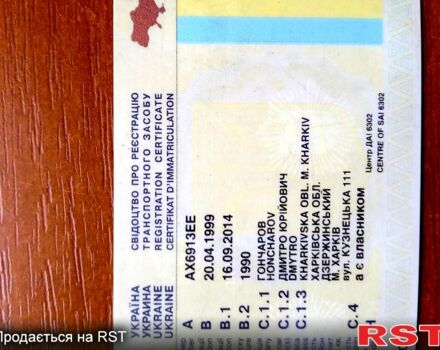 УКРАЇНА СВІДОЦТВО ПРО РЕЄСТРАЦІЮ
УКРАИНА ТРАНСПОРТНОГО ЗАСОБУ
UKRAINE REGISTRATION CERTIFICATE
UKRAINE CERTIFICAT D'IMMATRICULATION
A AX6913EE
B 20.04.1999
B.1 16.09.2014
B.2 1990
C.1.1 ГОНЧАРОВ
HONCHAROV
C.1.2 ДМИТРО ЮРІЙОВИЧ
DMYTRO
C.1.3 KHARKIVSKA OBL. M. KHARKIV
ХАРКІВСЬКА ОБЛ.
ДЗЕРЖИНСЬКИЙ
М. ХАРКІВ
вул. КУЗНЕЦЬКА 111
C.4 а є власником
H
Центр ДАІ 6302
CENTRE OF SAI 6302
Продається на RST
RST